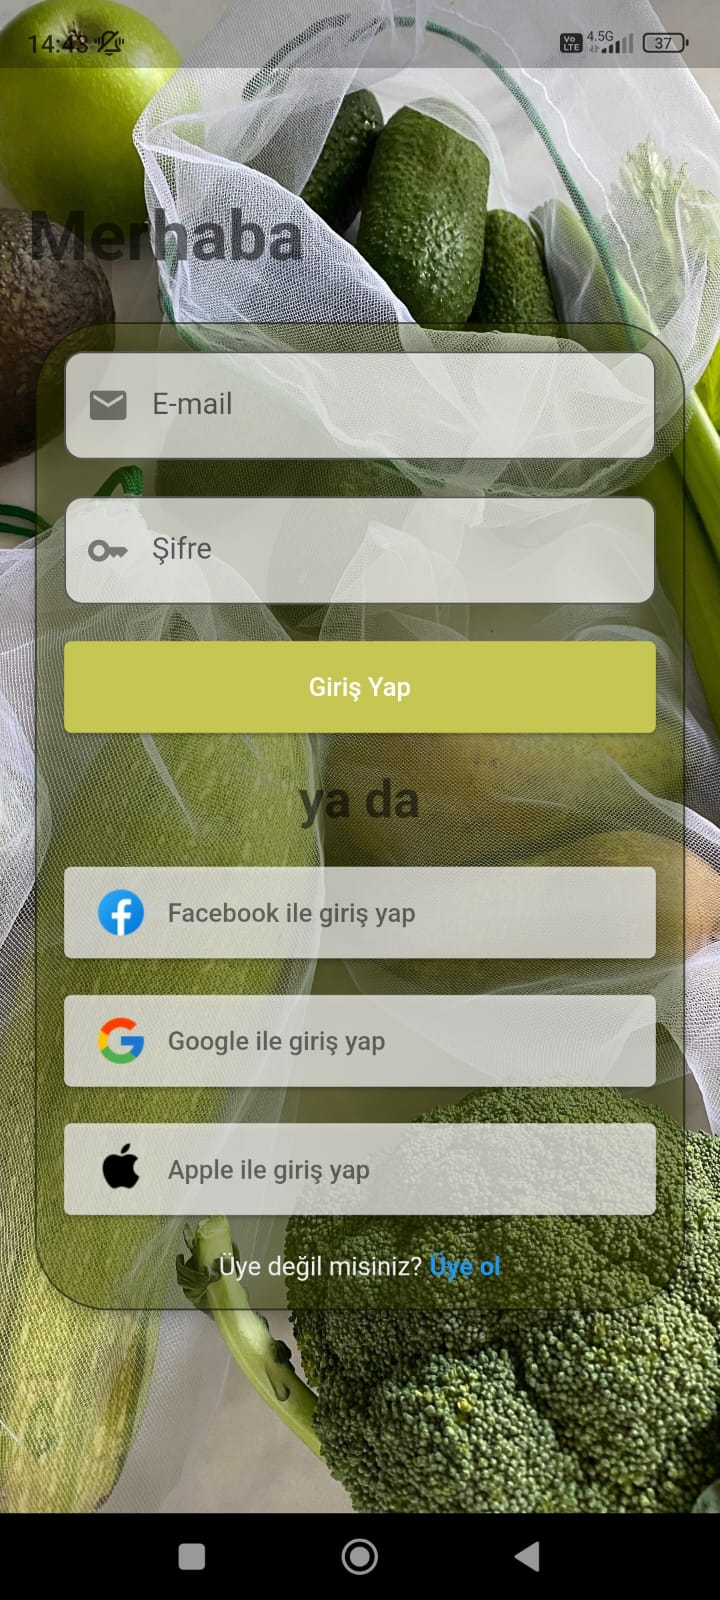 14:43
Vo LTE 4.5G 37
Merhaba
E-mail
Şifre
Giriş Yap
ya da
Facebook ile giriş yap
Google ile giriş yap
Apple ile giriş yap
Üye değil misiniz? Üye ol